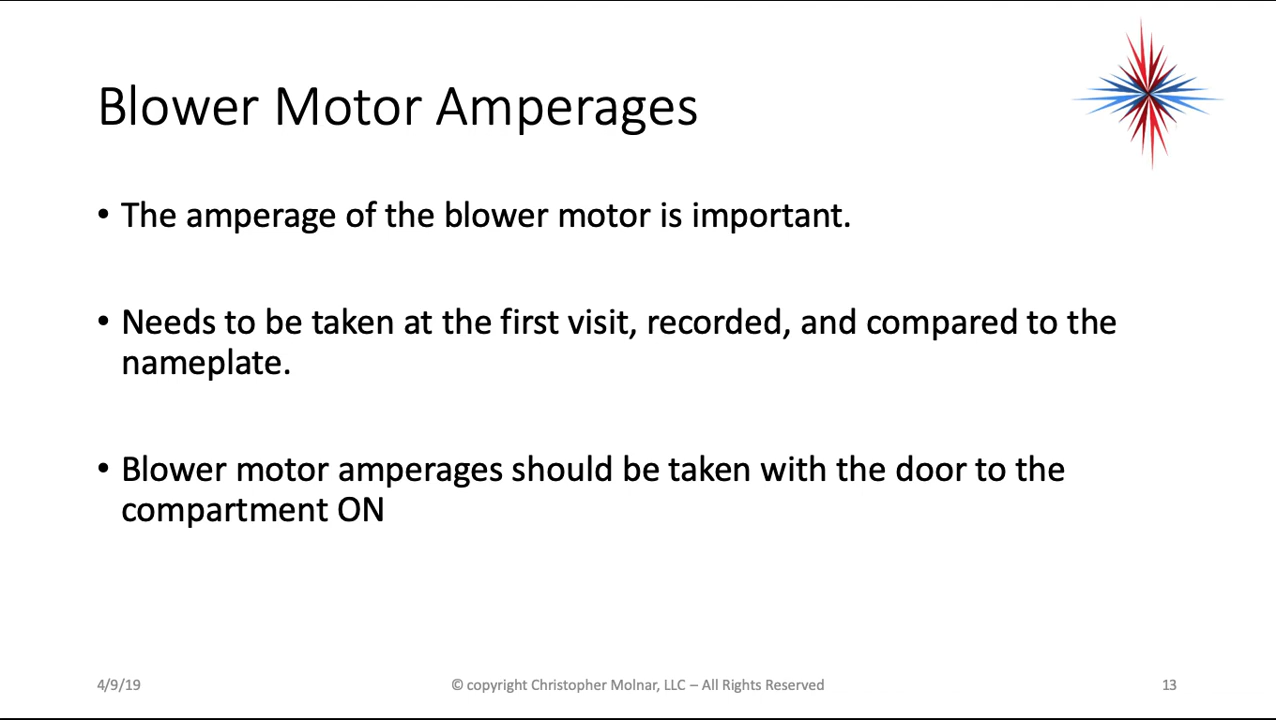 Blower Motor Amperages
• The amperage of the blower motor is important.
• Needs to be taken at the first visit, recorded, and compared to the
nameplate.
• Blower motor amperages should be taken with the door to the
compartment ON
4/9/19
© copyright Christopher Molnar, LLC – All Rights Reserved
13